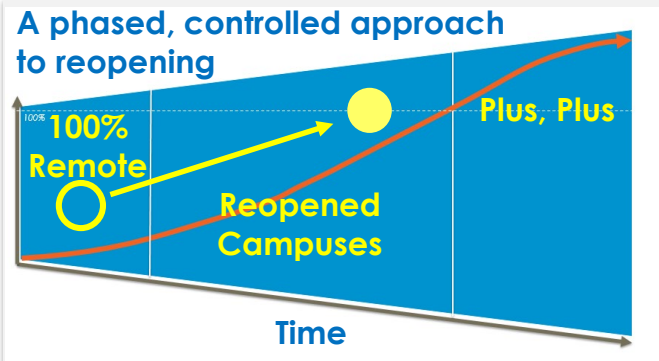 A phased, controlled approach
to reopening
100%
100%
Remote
Plus, Plus
Reopened
Campuses
Time